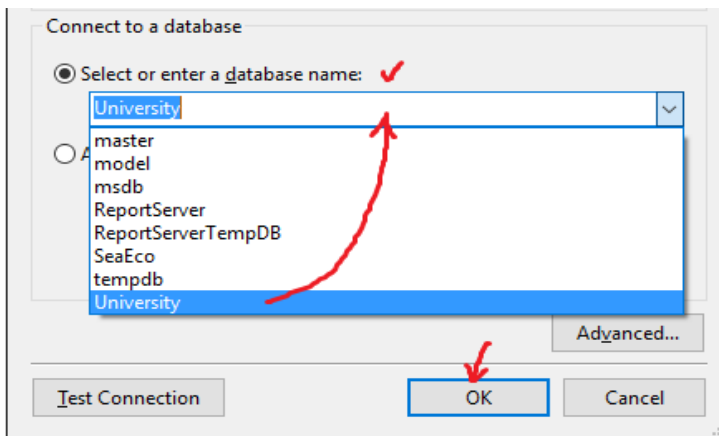 Connect to a database
Select or enter a database name:
University
master
A
model
msdb
ReportServer
ReportServerTempDB
SeaEco
tempdb
University
Advanced...
Test Connection
OK
Cancel